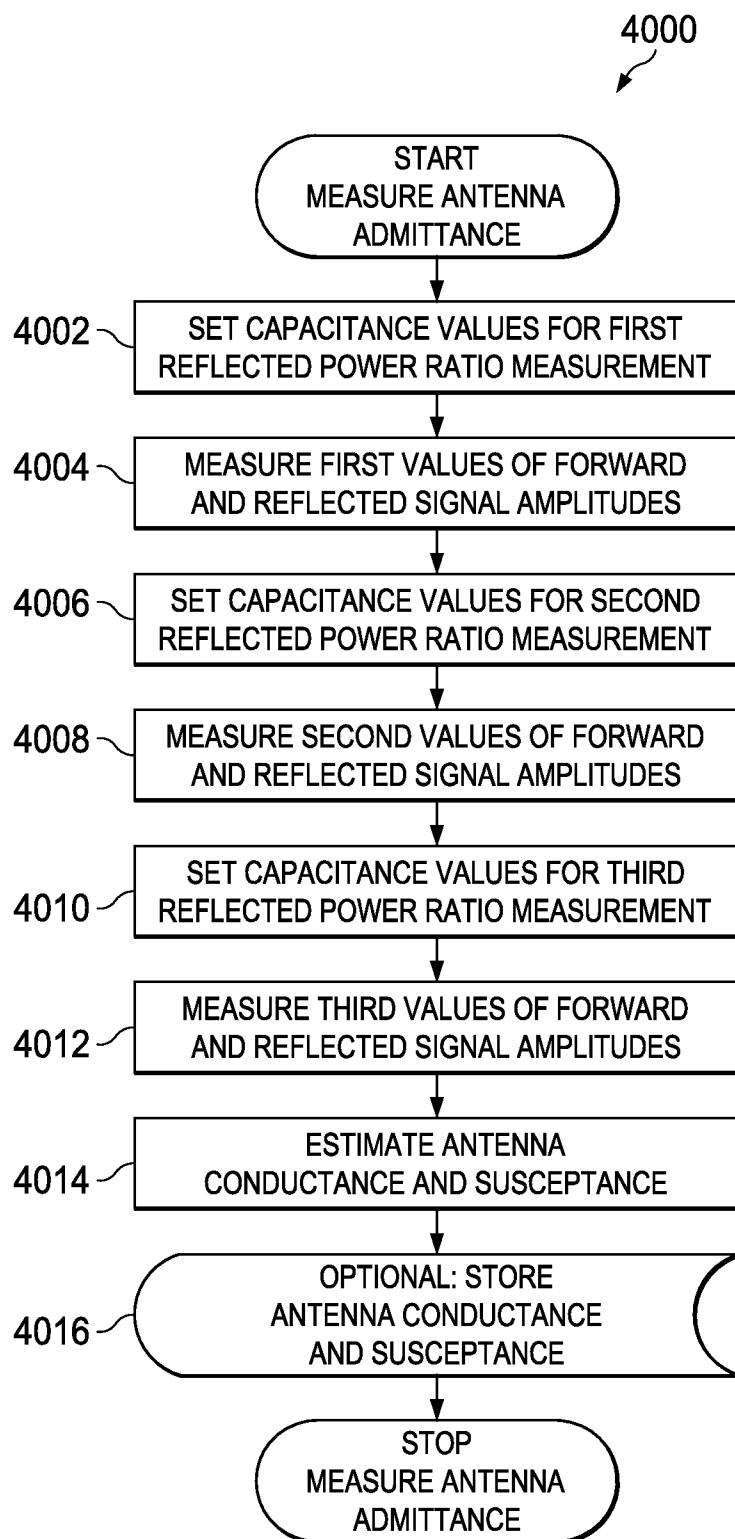 4000
START
MEASURE ANTENNA
ADMITTANCE
4002
SET CAPACITANCE VALUES FOR FIRST
REFLECTED POWER RATIO MEASUREMENT
4004
MEASURE FIRST VALUES OF FORWARD
AND REFLECTED SIGNAL AMPLITUDES
4006
SET CAPACITANCE VALUES FOR SECOND
REFLECTED POWER RATIO MEASUREMENT
4008
MEASURE SECOND VALUES OF FORWARD
AND REFLECTED SIGNAL AMPLITUDES
4010
SET CAPACITANCE VALUES FOR THIRD
REFLECTED POWER RATIO MEASUREMENT
4012
MEASURE THIRD VALUES OF FORWARD
AND REFLECTED SIGNAL AMPLITUDES
4014
ESTIMATE ANTENNA
CONDUCTANCE AND SUSCEPTANCE
4016
OPTIONAL: STORE
ANTENNA CONDUCTANCE
AND SUSCEPTANCE
STOP
MEASURE ANTENNA
ADMITTANCE